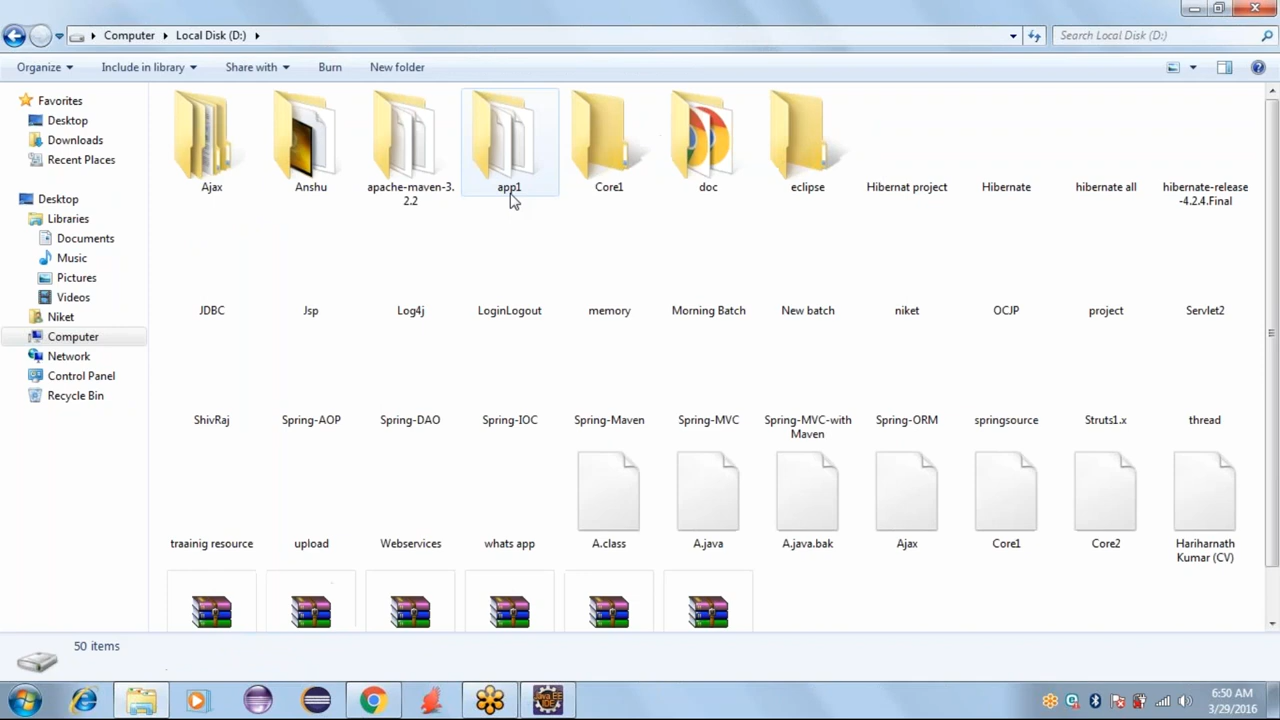 Computer
Local Disk (D:)
Search Local Disk (D:)
Organize
Include in library
Share with
Burn
New folder
Favorites
Desktop
Downloads
Recent Places
Desktop
Libraries
Documents
Music
Pictures
Videos
Niket
Computer
Network
Control Panel
Recycle Bin
Ajax
Anshu
apache-maven-3.
2.2
app1
Core1
doc
eclipse
Hibernat project
Hibernate
hibernate all
hibernate-release
-4.2.4.Final
JDBC
Jsp
Log4j
LoginLogout
memory
Morning Batch
New batch
niket
OCJP
project
Servlet2
ShivRaj
Spring-AOP
Spring-DAO
Spring-IOC
Spring-Maven
Spring-MVC
Spring-MVC-with
Maven
Spring-ORM
springsource
Struts1.x
thread
traainig resource
upload
Webservices
whats app
A.class
A.java
A.java.bak
Ajax
Core1
Core2
Hariharnath
Kumar (CV)
50 items
Java EE
IDE
6:50 AM
3/29/2016